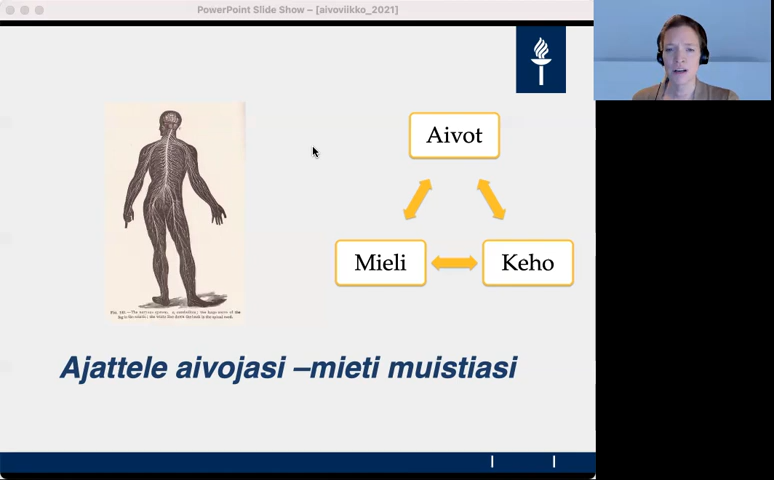 PowerPoint Slide Show – [aivoviikko_2021]
Aivot
Mieli
Keho
Ajattele aivojasi –mieti muistiasi